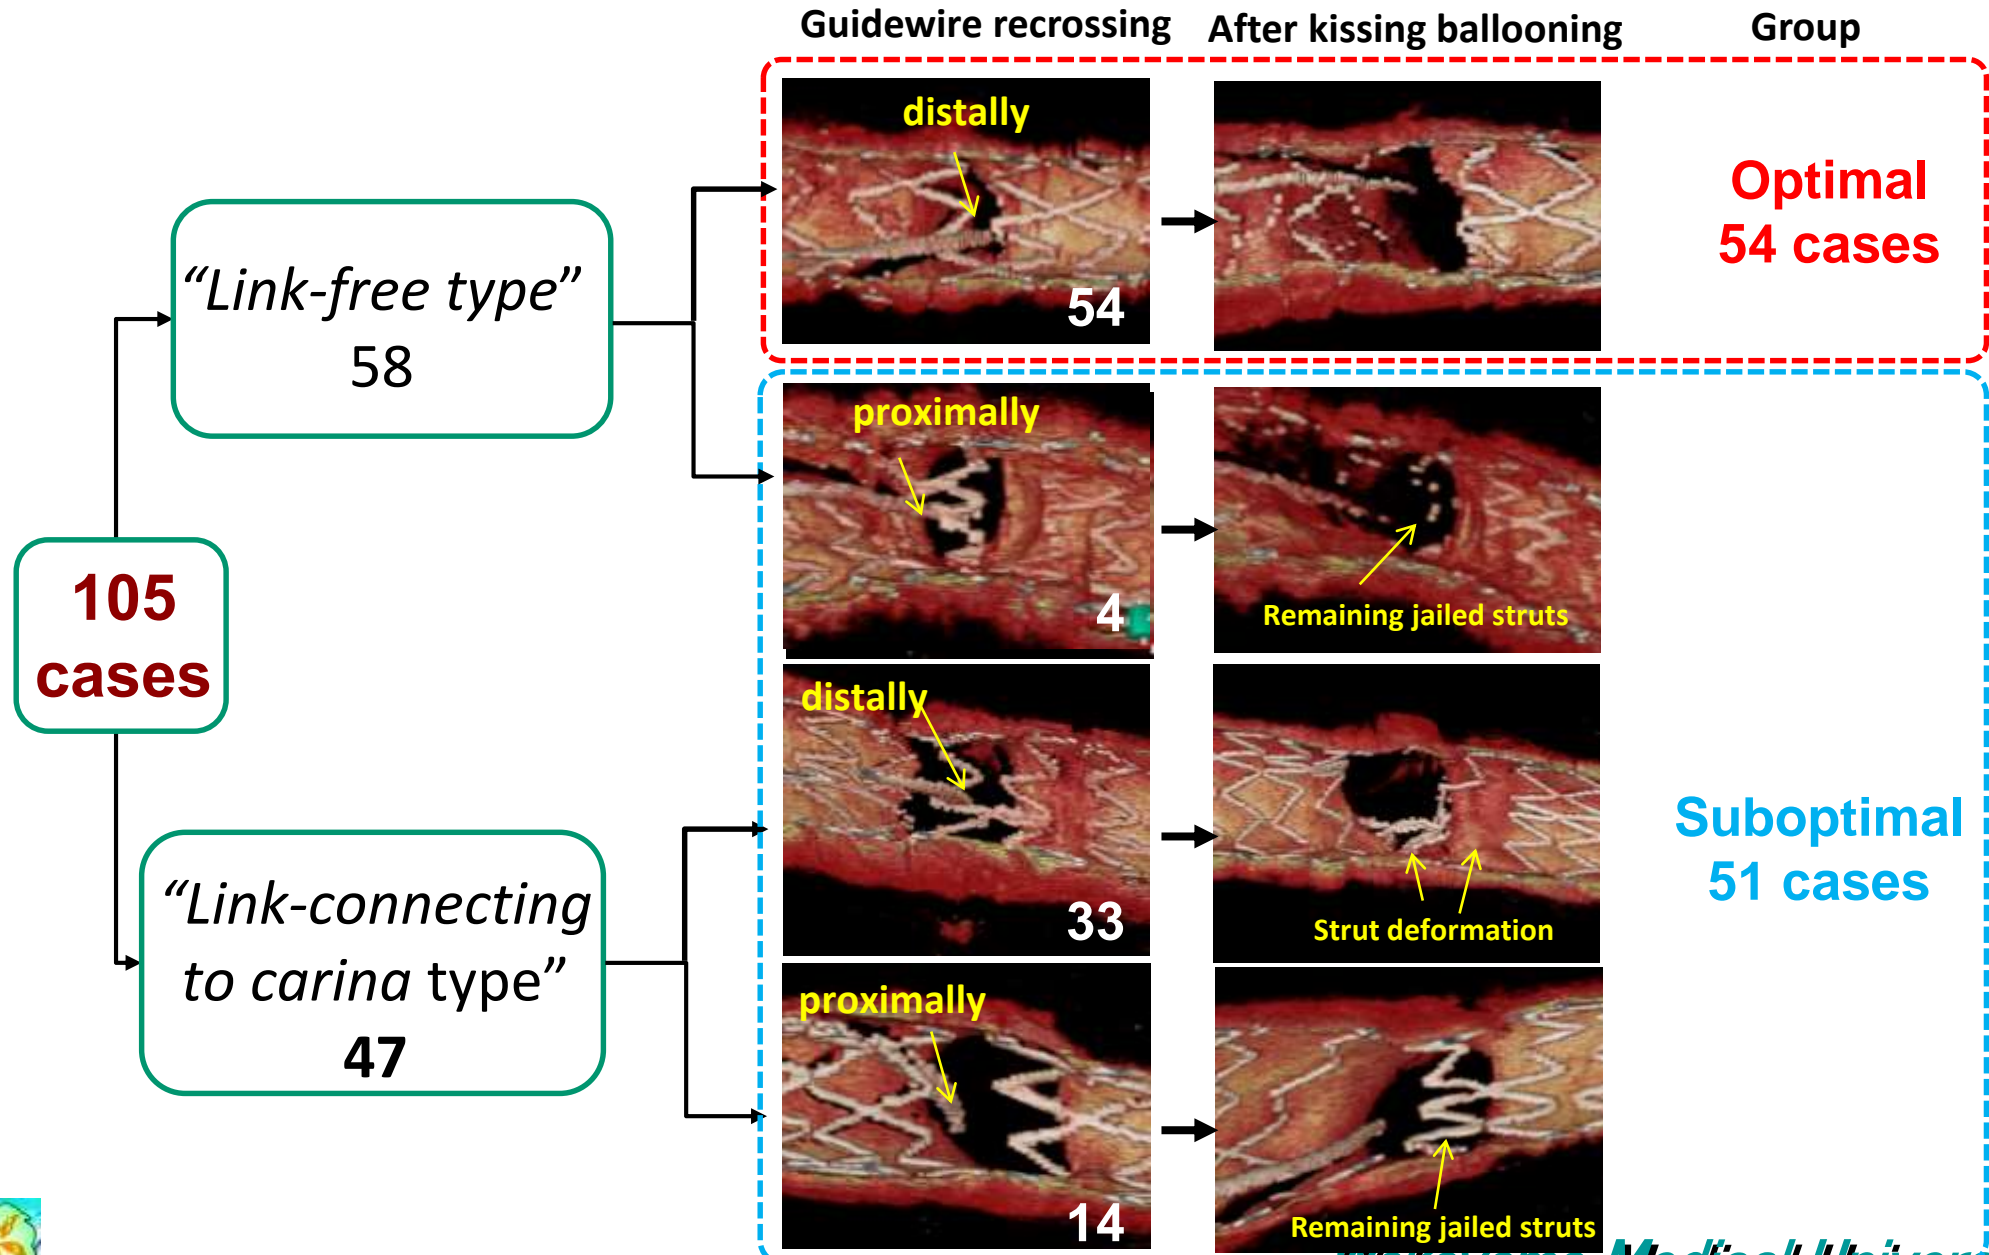 Guidewire recrossing
After kissing ballooning
Group
distally
54
Optimal
54 cases
“Link-free type”
58
proximally
4
Remaining jailed struts
105
cases
distally
33
Strut deformation
Suboptimal
51 cases
“Link-connecting
to carina type”
47
proximally
14
Remaining jailed struts
Medical